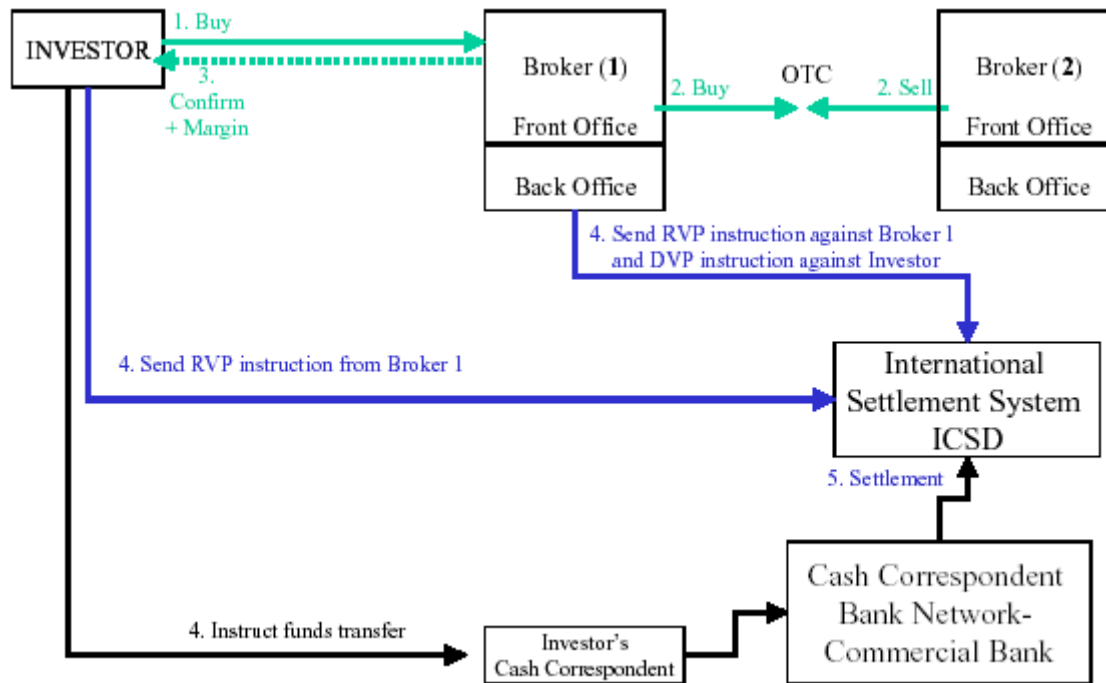 INVESTOR
1. Buy
3.
Confirm
+ Margin
Broker (1)
Front Office
Back Office
2. Buy
OTC
2. Sell
Broker (2)
Front Office
Back Office
4. Send RVP instruction against Broker 1
and DVP instruction against Investor
4. Send RVP instruction from Broker 1
International
Settlement System
ICSD
5. Settlement
4. Instruct funds transfer
Investor's
Cash Correspondent
Cash Correspondent
Bank Network-
Commercial Bank